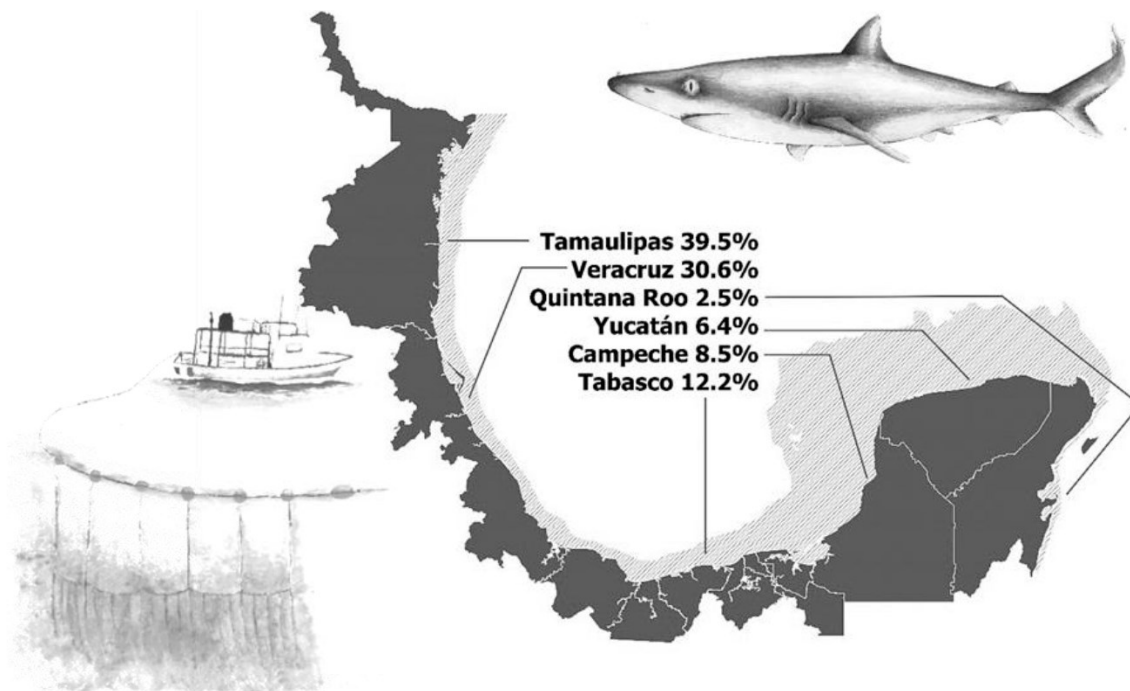 Tamaulipas 39.5%
Veracruz 30.6%
Quintana Roo 2.5%
Yucatán 6.4%
Campeche 8.5%
Tabasco 12.2%